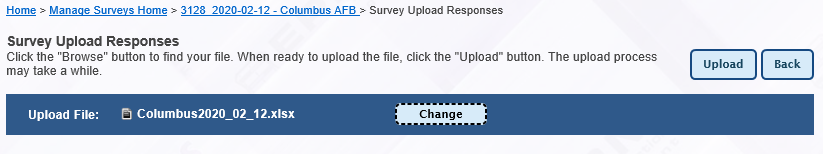 Home > Manage Surveys Home > 3128_2020-02-12 - Columbus AFB > Survey Upload Responses
Survey Upload Responses
Click the "Browse" button to find your file. When ready to upload the file, click the "Upload" button. The upload process
may take a while.
Upload Back
Upload File: Columbus2020_02_12.xlsx Change